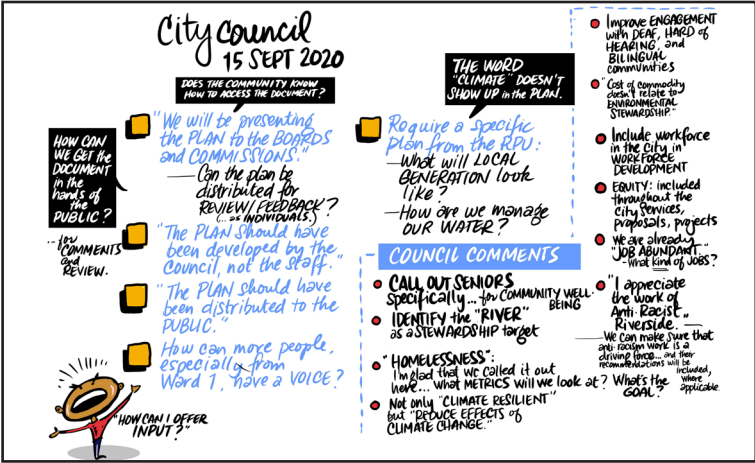 City Council
15 SEPT 2020
DOES THE COMMUNITY KNOW
HOW TO ACCESS THE DOCUMENT?
HOW CAN
WE GET the
DOCUMENT
in the
hands of
the
PUBLIC?
...for
COMMENTS
and
REVIEW.
"We will be presenting
the PLAN to the BOARDS
and COMMISSIONS."
— Can the plan be
distributed for
REVIEW/FEEDBACK?
(... as INDIVIDUALS.)
"The PLAN should have
been developed by the
Council, not the staff."
"The PLAN should have
been distributed to the
PUBLIC."
How can more people,
especially from
Ward 1, have a VOICE?
"HOW CAN I OFFER
INPUT?"
THE WORD
"CLIMATE" DOESN'T
SHOW UP in the PLAN.
Require a specific
plan from the RPU:
— What will LOCAL
GENERATION look
like?
— How are we manage
OUR WATER?
COUNCIL COMMENTS
CALL OUT SENIORS
specifically... for COMMUNITY WELL-
BEING
IDENTIFY the "RIVER"
as a STEWARDSHIP target
"HOMELESSNESS":
I'm glad that we called it out
here... what METRICS will we look at? What's the
GOAL?
Not only "CLIMATE RESILIENT"
but "REDUCE EFFECTS of
CLIMATE CHANGE."
Improve ENGAGEMENT
with DEAF, HARD of
HEARING, and
BILINGUAL
communities
"Cost of commodity
doesn't relate to
ENVIRONMENTAL
STEWARDSHIP."
Include workforce
in the city in
WORKFORCE
DEVELOPMENT
EQUITY: included
throughout the
City services,
proposals, projects
We are already
JOB ABUNDANT...
"What kind of JOBS?
"I appreciate
the work of
Anti-Racist
Riverside. —
— We can make sure that
anti-racism work is a
driving force... and their
recommendations will be
included,
where
applicable.